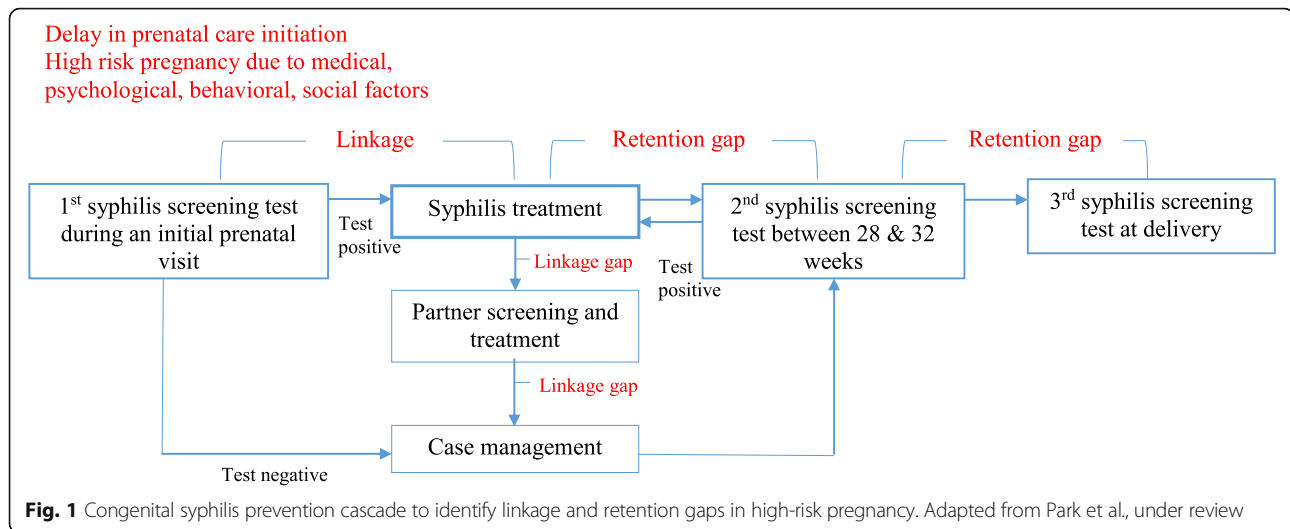 Delay in prenatal care initiation
High risk pregnancy due to medical,
psychological, behavioral, social factors
Linkage
Retention gap
Retention gap
1st syphilis screening test
during an initial prenatal
visit
Test
positive
Syphilis treatment
2nd syphilis screening
test between 28 & 32
weeks
3rd syphilis screening
test at delivery
Linkage gap
Test
positive
Partner screening and
treatment
Linkage gap
Case management
Test negative
Fig. 1 Congenital syphilis prevention cascade to identify linkage and retention gaps in high-risk pregnancy. Adapted from Park et al., under review